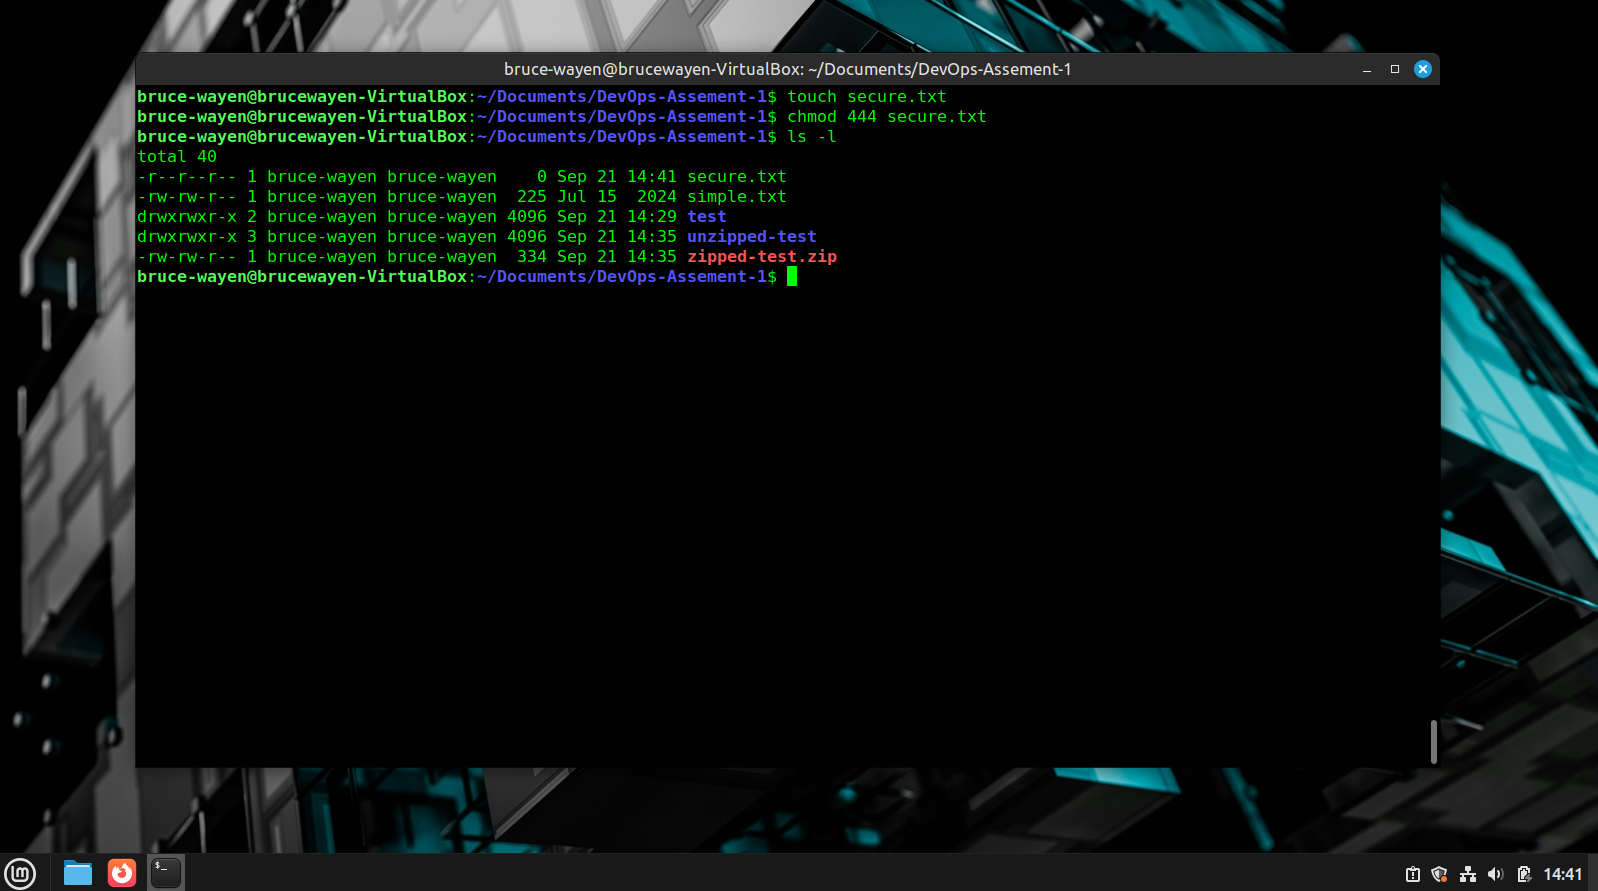 bruce-wayen@brucewayen-VirtualBox: ~/Documents/DevOps-Assement-1
bruce-wayen@brucewayen-VirtualBox:~/Documents/DevOps-Assement-1$ touch secure.txt
bruce-wayen@brucewayen-VirtualBox:~/Documents/DevOps-Assement-1$ chmod 444 secure.txt
bruce-wayen@brucewayen-VirtualBox:~/Documents/DevOps-Assement-1$ ls -l
total 40
-r--r--r-- 1 bruce-wayen bruce-wayen    0 Sep 21 14:41 secure.txt
-rw-rw-r-- 1 bruce-wayen bruce-wayen  225 Jul 15  2024 simple.txt
drwxrwxr-x 2 bruce-wayen bruce-wayen 4096 Sep 21 14:29 test
drwxrwxr-x 3 bruce-wayen bruce-wayen 4096 Sep 21 14:35 unzipped-test
-rw-rw-r-- 1 bruce-wayen bruce-wayen  334 Sep 21 14:35 zipped-test.zip
bruce-wayen@brucewayen-VirtualBox:~/Documents/DevOps-Assement-1$
14:41